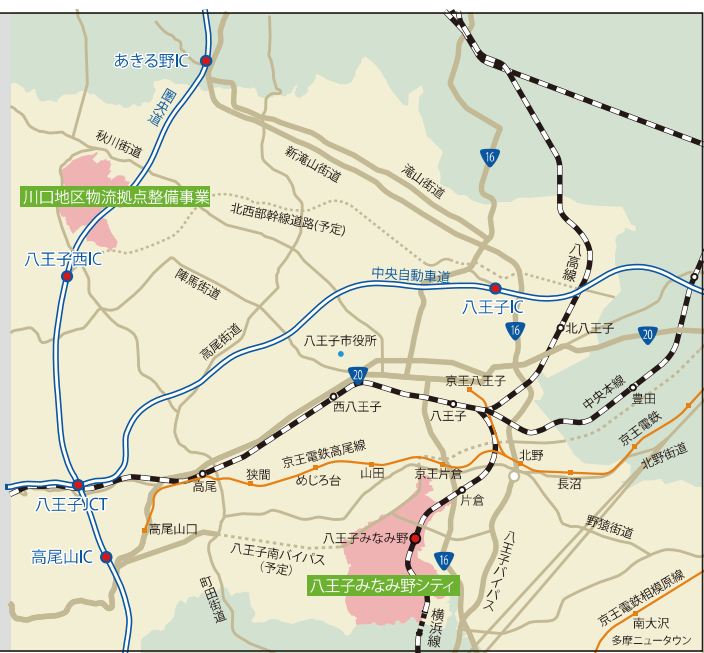 あきる野IC
圏央道
秋川街道
新滝山街道
滝山街道
16
川口地区物流拠点整備事業
北西部幹線道路(予定)
八高線
八王子西IC
陣馬街道
中央自動車道
八王子IC
高尾街道
八王子市役所
16
北八王子
20
20
京王八王子
中央本線
豊田
西八王子
八王子
京王電鉄
北野街道
京王電鉄高尾線
北野
高尾
狭間
めじろ台
山田
京王片倉
長沼
八王子JCT
片倉
高尾山口
八王子みなみ野
野猿街道
八王子南バイパス
(予定)
八王子バイパス
高尾山IC
16
八王子みなみ野シティ
町田街道
横浜線
京王電鉄相模原線
南大沢
多摩ニュータウン